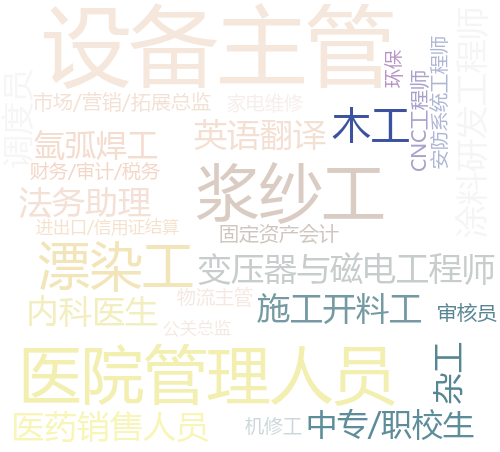 设备主管
涂料研发工程师
安防系统工程师
环保
CNC工程师
调度员
市场/营销/拓展总监
家电维修
木工
英语翻译
氩弧焊工
财务/审计/税务
浆纱工
法务助理
进出口/信用证结算
固定资产会计
漂染工
变压器与磁电工程师
物流主管
内科医生
施工开料工
审核员
公关总监
医院管理人员
杂工
医药销售人员
机修工
中专/职校生